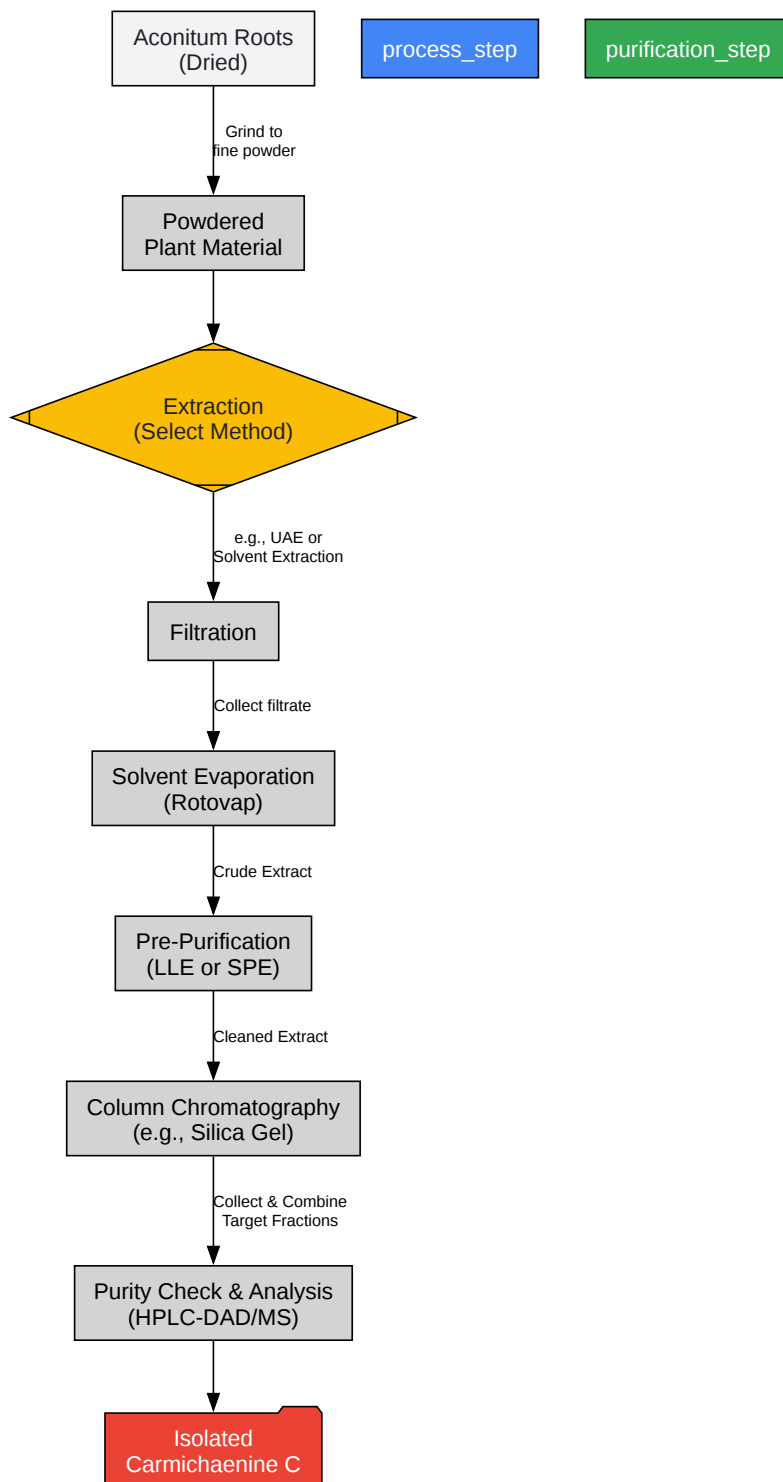 Aconitum Roots
(Dried)
process_step
purification_step
Grind to
fine powder
Powdered
Plant Material
Extraction
(Select Method)
e.g., UAE or
Solvent Extraction
Filtration
Collect filtrate
Solvent Evaporation
(Rotovap)
Crude Extract
Pre-Purification
(LLE or SPE)
Cleaned Extract
Column Chromatography
(e.g., Silica Gel)
Collect & Combine
Target Fractions
Purity Check & Analysis
(HPLC-DAD/MS)
Isolated
Carmichaenine C